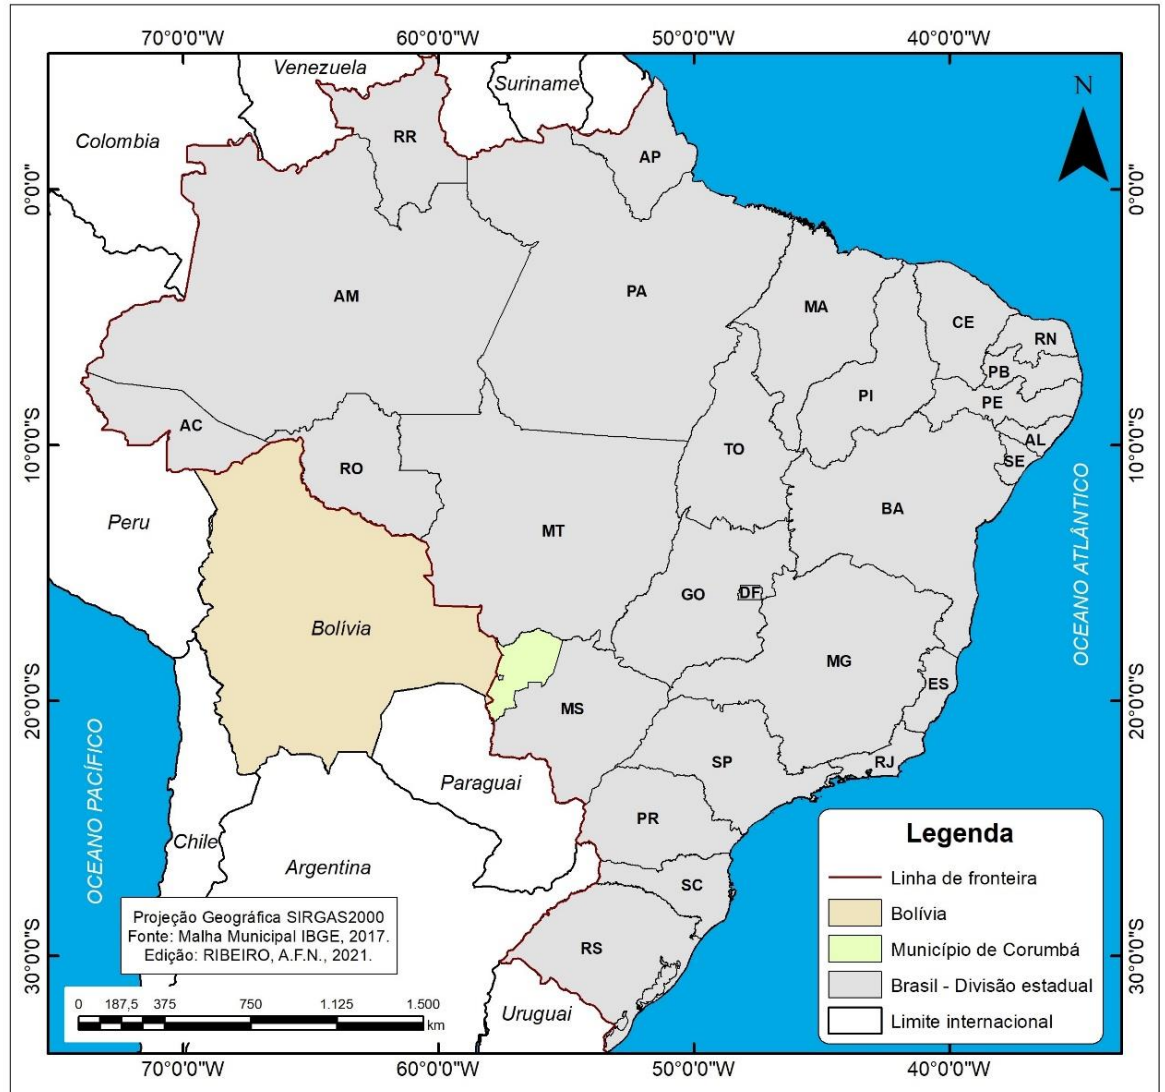 70°0'0"W
60°0'0"W
50°0'0"W
40°0'0"W
Venezuela
Suriname
N
Colombia
RR
AP
0°0'0"
0°0'0"
AM
PA
MA
CE
RN
PB
PI
PE
AC
AL
TO
SE
10°0'0"S
10°0'0"S
RO
BA
Peru
MT
OCEANO ATLÂNTICO
GO
DF
Bolívia
MG
ES
MS
20°0'0"S
20°0'0"S
OCEANO PACÍFICO
SP
RJ
Paraguai
PR
Chile
Argentina
SC
RS
Uruguai
30°0'0"S
30°0'0"S
Legenda
Linha de fronteira
Bolívia
Município de Corumbá
Brasil - Divisão estadual
Limite internacional
Projeção Geográfica SIRGAS2000
Fonte: Malha Municipal IBGE, 2017.
Edição: RIBEIRO, A.F.N., 2021.
0 187,5 375 750 1.125 1.500
km
70°0'0"W
60°0'0"W
50°0'0"W
40°0'0"W